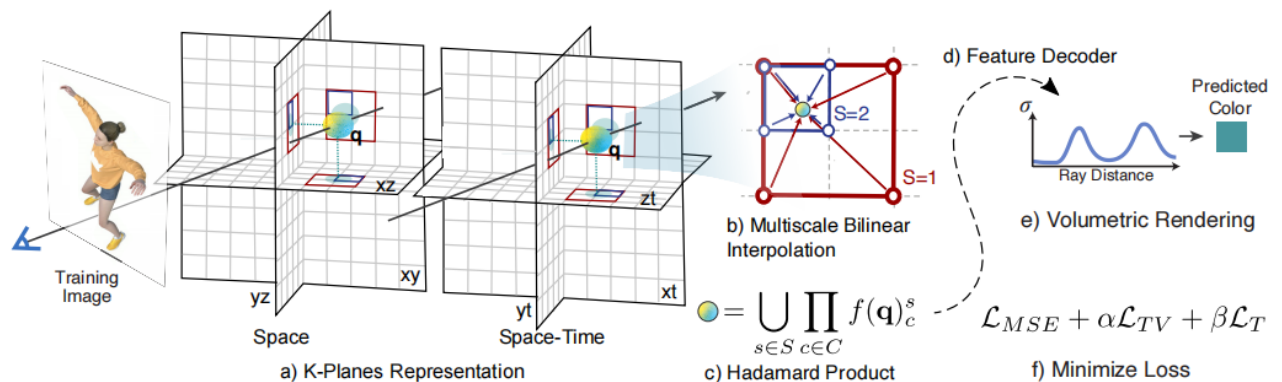 Training
Image
q
xz
xy
yz
Space
q
zt
xt
yt
Space-Time
a) K-Planes Representation
S=2
S=1
b) Multiscale Bilinear
Interpolation
= ⋃ s∈S ∏ c∈C f(q)^s_c
c) Hadamard Product
d) Feature Decoder
σ
Ray Distance
Predicted
Color
e) Volumetric Rendering
ℒ_MSE + αℒ_TV + βℒ_T
f) Minimize Loss